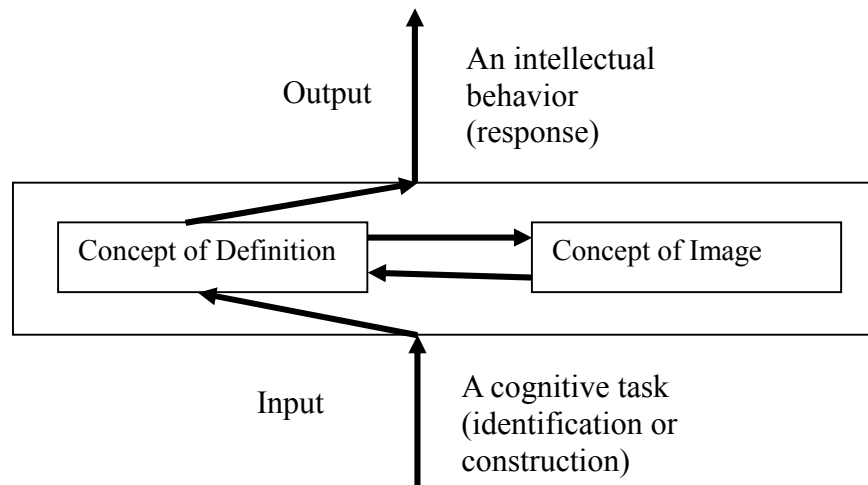 Output
An intellectual
behavior
(response)
Concept of Definition
Concept of Image
Input
A cognitive task
(identification or
construction)